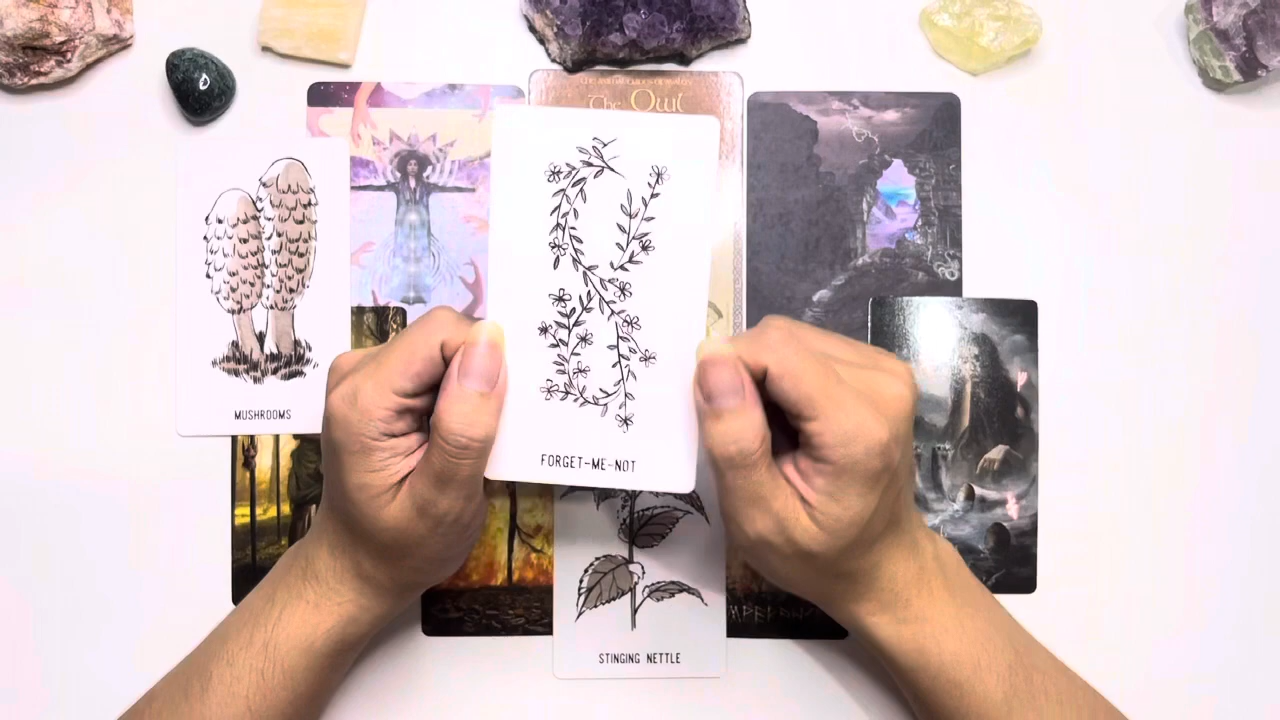 The Owl
MUSHROOMS
FORGET-ME-NOT
STINGING NETTLE